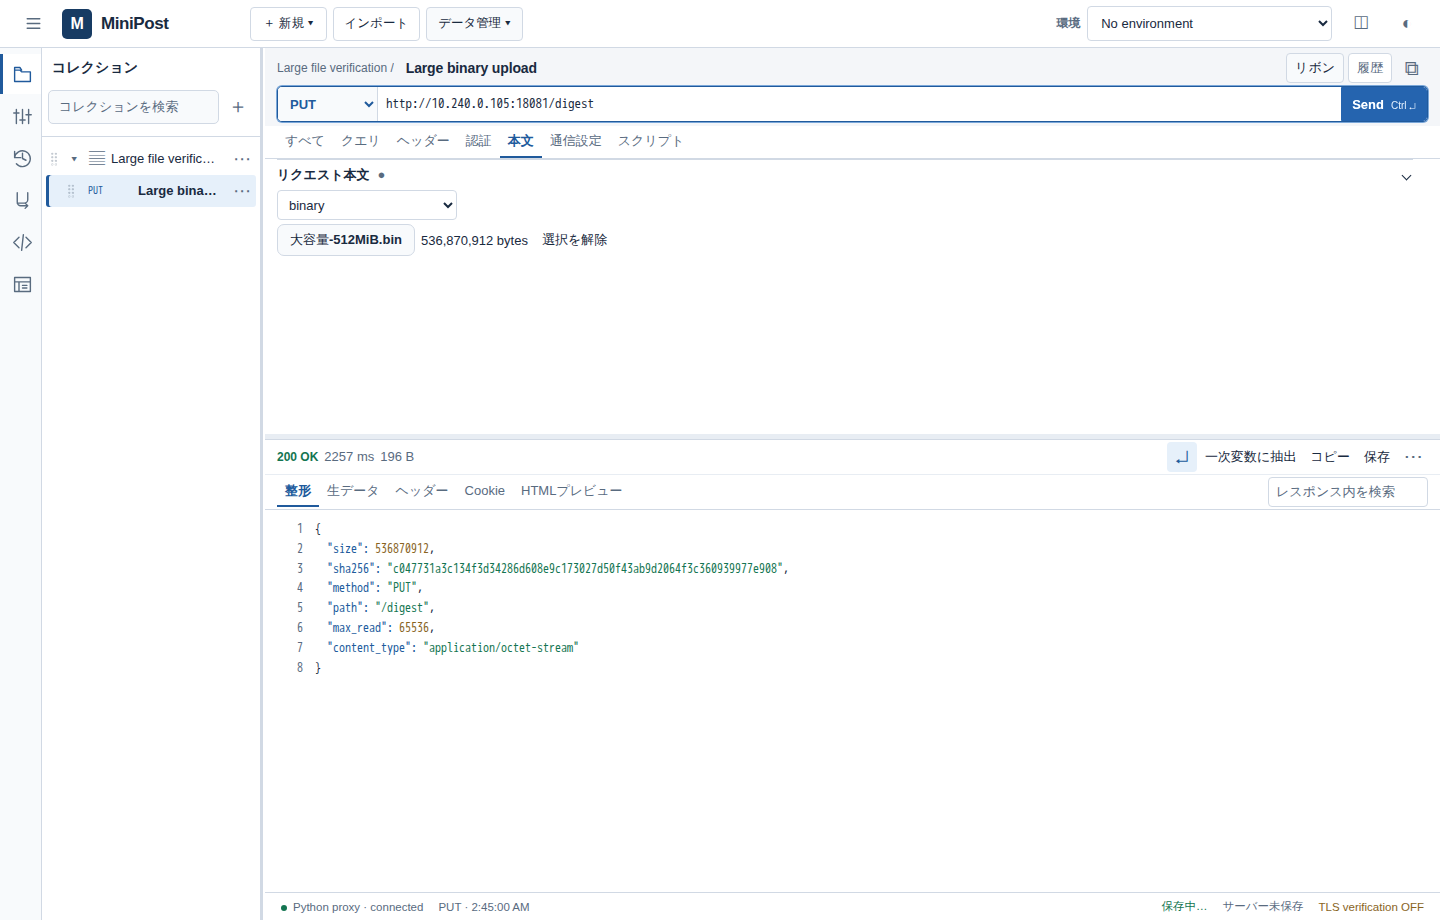 M MiniPost
＋ 新規 ▾ インポート データ管理 ▾
環境 No environment
コレクション
コレクションを検索 ＋
Large file verific… ···
PUT Large bina… ···
Large file verification / Large binary upload
リボン 履歴
PUT http://10.240.0.105:18081/digest Send Ctrl ↵
すべて クエリ ヘッダー 認証 本文 通信設定 スクリプト
リクエスト本文 ●
binary
大容量-512MiB.bin 536,870,912 bytes 選択を解除
200 OK 2257 ms 196 B
一次変数に抽出 コピー 保存 ···
整形 生データ ヘッダー Cookie HTMLプレビュー
レスポンス内を検索
1 {
2 "size": 536870912,
3 "sha256": "c047731a3c134f3d34286d608e9c173027d50f43ab9d2064f3c360939977e908",
4 "method": "PUT",
5 "path": "/digest",
6 "max_read": 65536,
7 "content_type": "application/octet-stream"
8 }
● Python proxy · connected PUT · 2:45:00 AM
保存中… サーバー未保存 TLS verification OFF